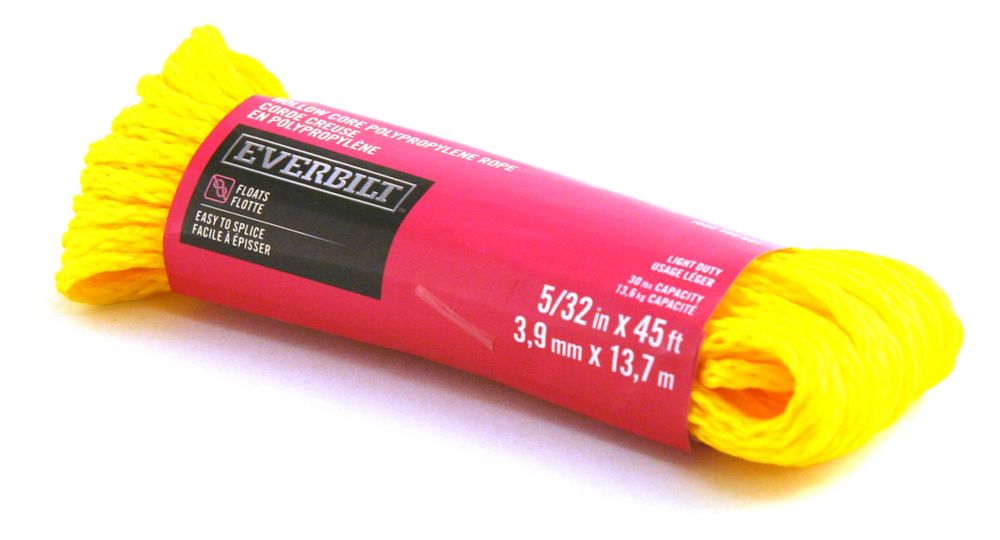 HOLLOW CORE POLYPROPYLENE ROPE
CORDE CREUSE
EN POLYPROPYLÈNE
EVERBILT™
FLOATS
FLOTTE
EASY TO SPLICE
FACILE À ÉPISSER
LIGHT DUTY
USAGE LÉGER
30 lbs CAPACITY
13,6 kg CAPACITÉ
5/32 in x 45 ft
3,9 mm x 13,7 m